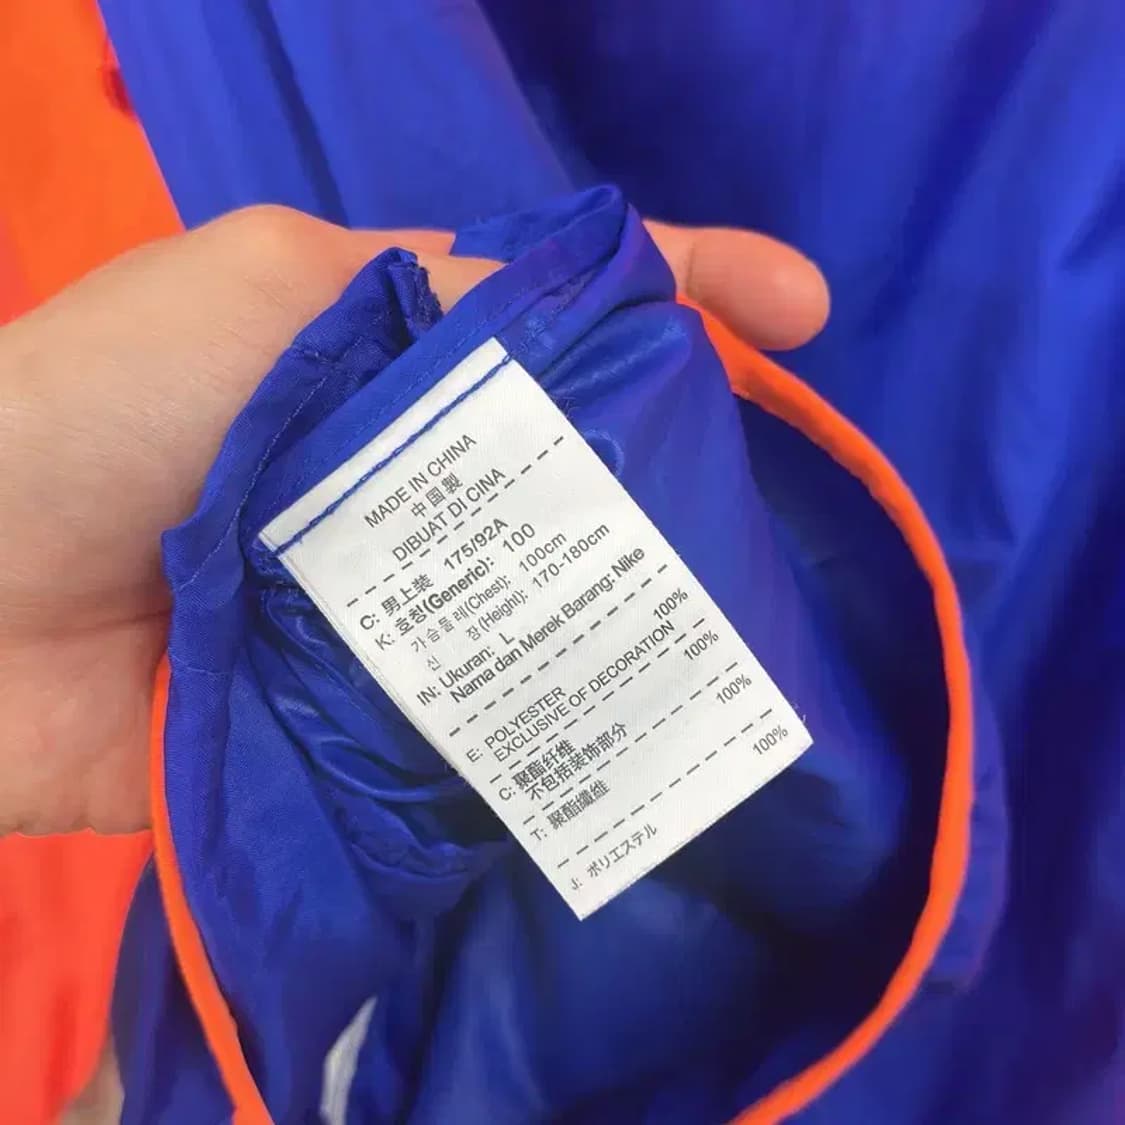 MADE IN CHINA
中国製
DIBUAT DI CINA
C: 男上装 175/92A
K: 호칭(Generic): 100
가슴둘레(Chest): 100cm
신 장(Height): 170-180cm
IN: Ukuran: L
Nama dan Merek Barang: Nike
E: POLYESTER 100%
EXCLUSIVE OF DECORATION
C: 聚酯纤维 100%
不包括装饰部分
T: 聚酯纖維 100%
J: ポリエステル 100%